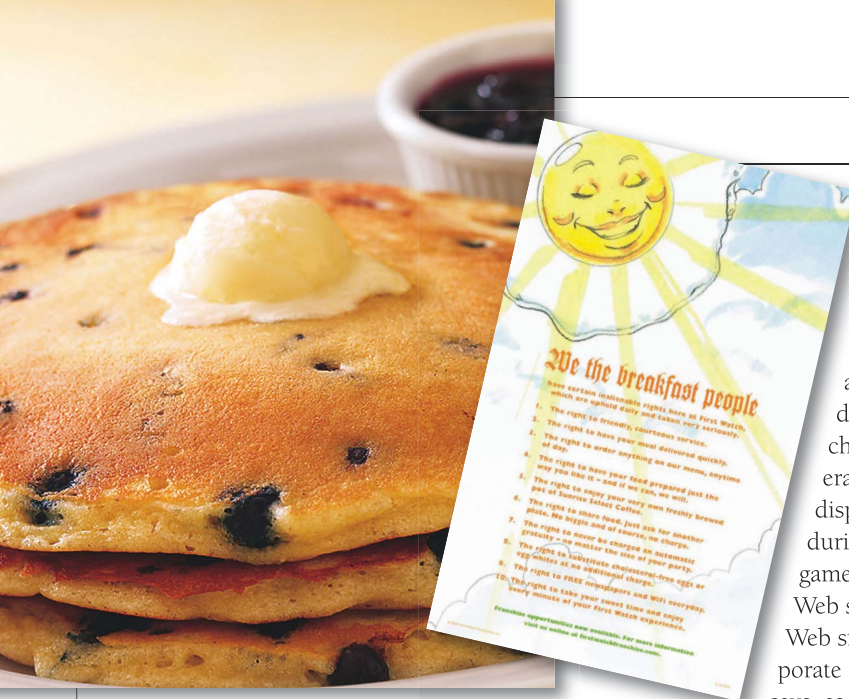 We the breakfast people
have certain inalienable rights here at First Watch,
which are upheld daily and taken very seriously.
1. The right to friendly, courteous service.
2. The right to have your meal delivered quickly.
3. The right to order anything on our menu, anytime
of day.
4. The right to have your food prepared just the
way you like it - and if we can, we will.
5. The right to enjoy your very own freshly brewed
pot of Sunrise Select Coffee.
6. The right to share food, just ask for another
plate. No biggie and of course, no charge.
7. The right to never be charged an automatic
gratuity - no matter the size of your party.
8. The right to substitute cholesterol-free eggs or
egg whites at no additional charge.
9. The right to FREE newspapers and WiFi everyday.
10. The right to take your sweet time and enjoy
every minute of your First Watch experience.
Franchise opportunities now available. For more information
visit us online at firstwatchfranchise.com.
a
d
ch
era
disp
duri
game
Web s
Web si
porate